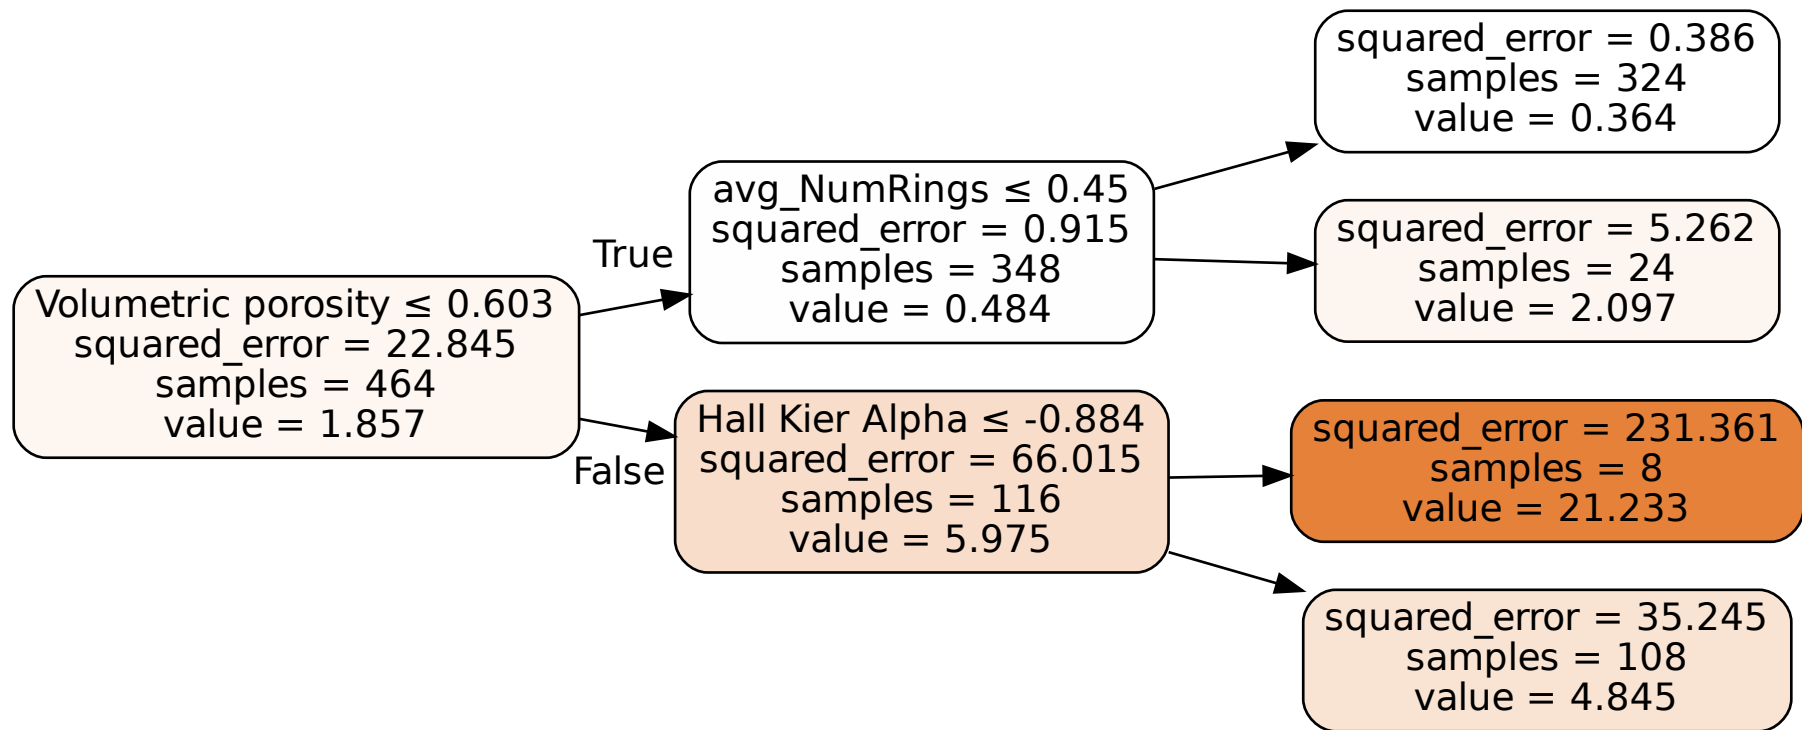 Volumetric porosity ≤ 0.603
squared_error = 22.845
samples = 464
value = 1.857
True
False
avg_NumRings ≤ 0.45
squared_error = 0.915
samples = 348
value = 0.484
Hall Kier Alpha ≤ -0.884
squared_error = 66.015
samples = 116
value = 5.975
squared_error = 0.386
samples = 324
value = 0.364
squared_error = 5.262
samples = 24
value = 2.097
squared_error = 231.361
samples = 8
value = 21.233
squared_error = 35.245
samples = 108
value = 4.845